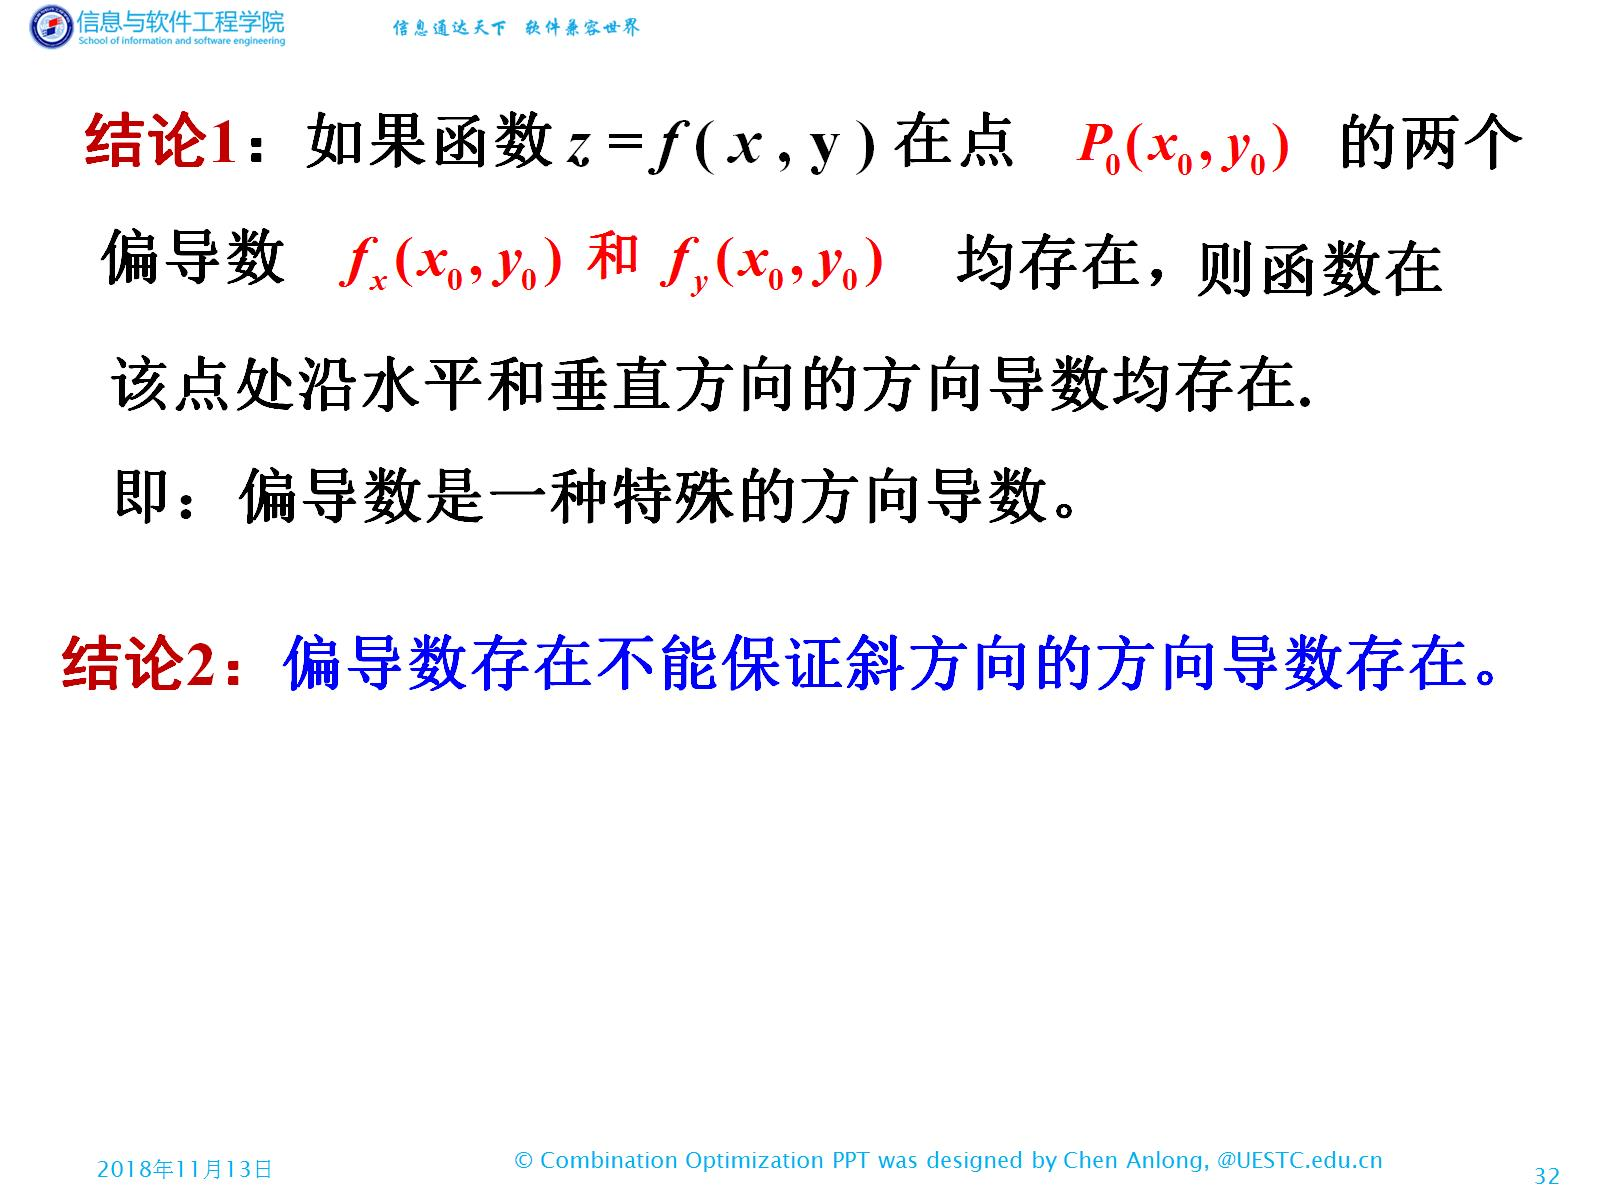 信息与软件工程学院
School of information and software engineering
信息通达天下 软件兼容世界
结论1：如果函数 z = f ( x , y ) 在点 P₀(x₀, y₀) 的两个
偏导数 fₓ(x₀, y₀) 和 f_y(x₀, y₀) 均存在，则函数在
该点处沿水平和垂直方向的方向导数均存在.
即：偏导数是一种特殊的方向导数。
结论2：偏导数存在不能保证斜方向的方向导数存在。
2018年11月13日
© Combination Optimization PPT was designed by Chen Anlong, @UESTC.edu.cn
32